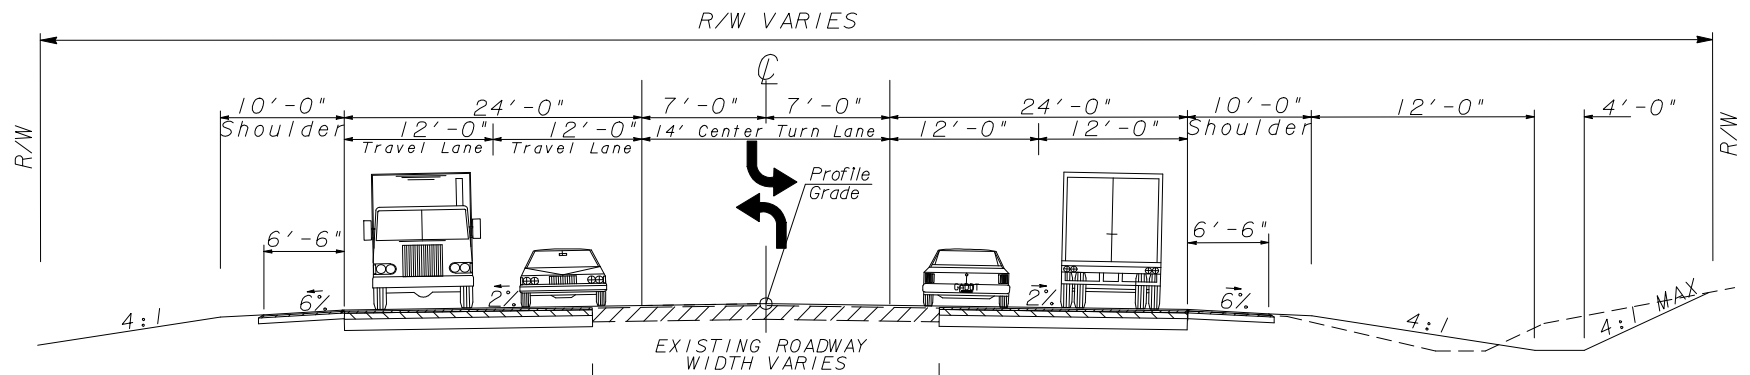 R/W VARIES
℄
10'-0" 24'-0" 7'-0" 7'-0" 24'-0" 10'-0" 12'-0" 4'-0"
Shoulder 12'-0" 12'-0" 14' Center Turn Lane 12'-0" 12'-0" Shoulder
Travel Lane Travel Lane
R/W R/W
Profile
Grade
6'-6" 6'-6"
6% 2% 2% 6%
4:1 4:1 4:1 MAX
EXISTING ROADWAY
WIDTH VARIES